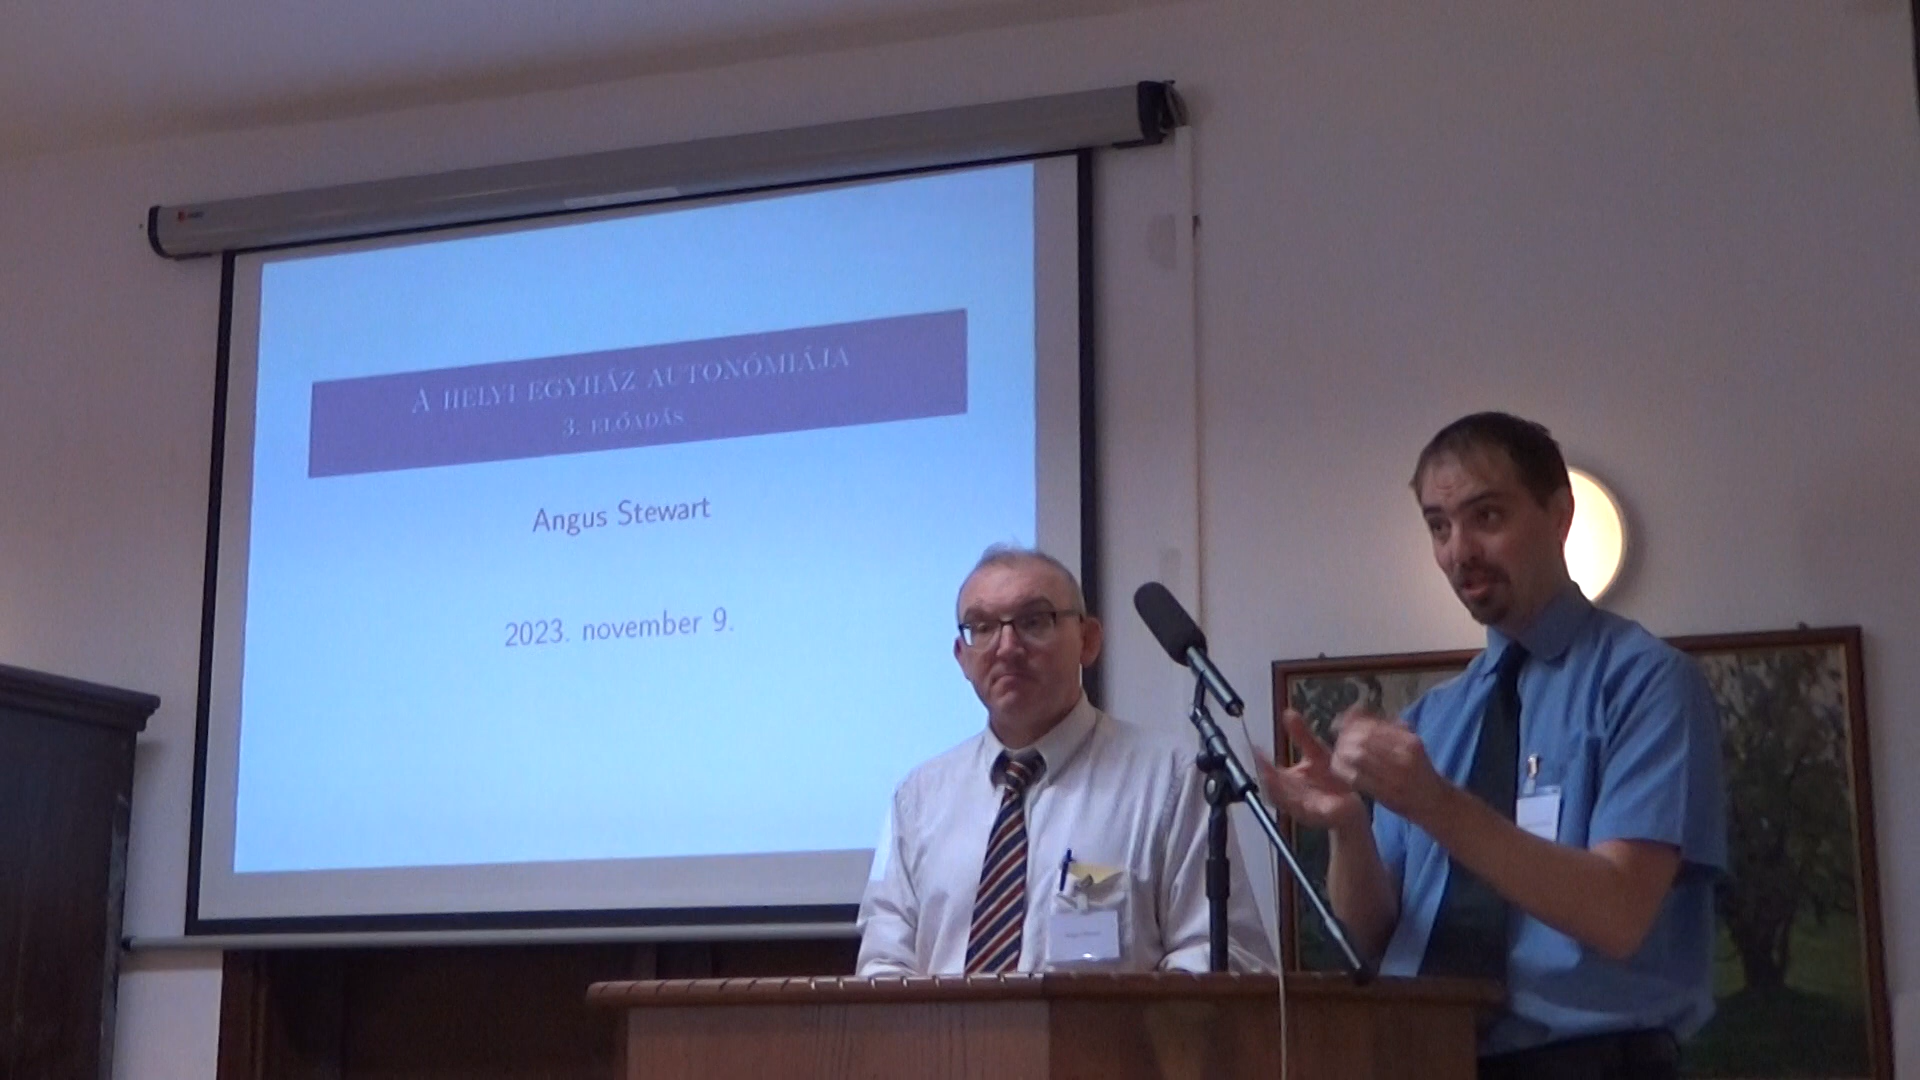 A HELYI EGYHÁZ AUTONÓMIÁJA
3. ELŐADÁS
Angus Stewart
2023. november 9.